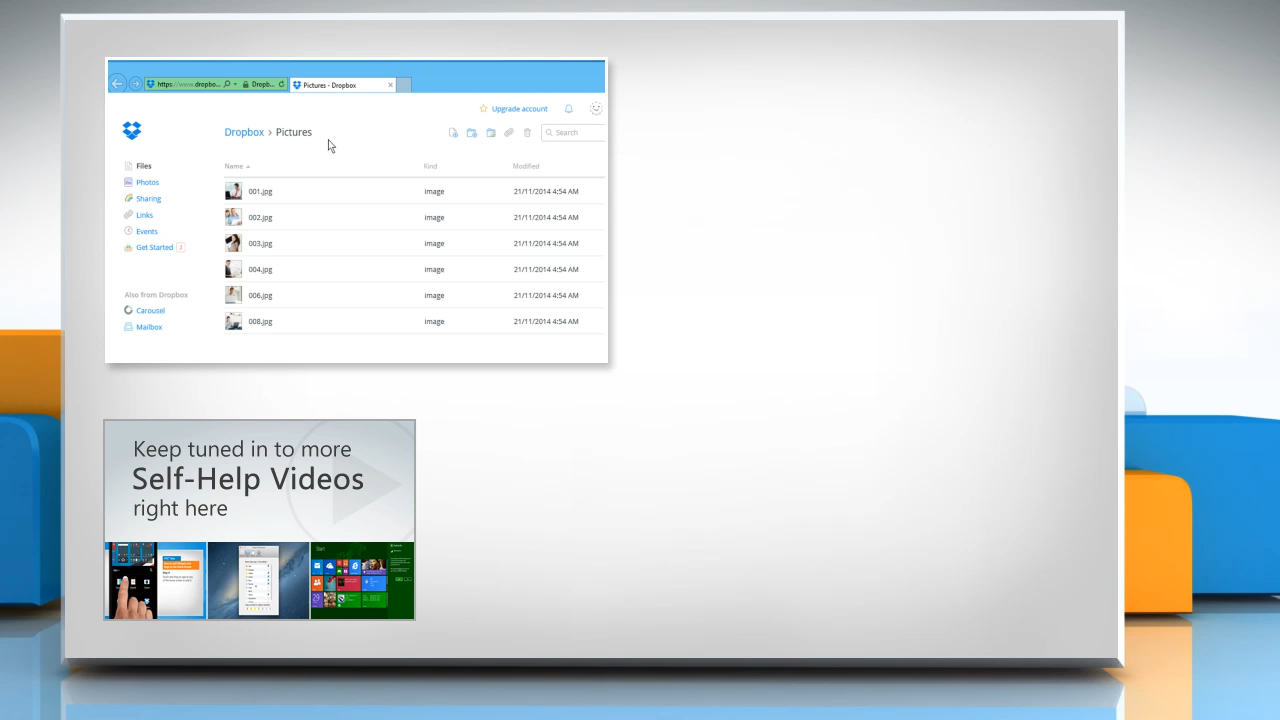 https://www.dropbo... Dropb... Pictures - Dropbox
Upgrade account
Dropbox › Pictures
Search
Files
Photos
Sharing
Links
Events
Get Started
Also from Dropbox
Carousel
Mailbox
Name Kind Modified
001.jpg image 21/11/2014 4:54 AM
002.jpg image 21/11/2014 4:54 AM
003.jpg image 21/11/2014 4:54 AM
004.jpg image 21/11/2014 4:54 AM
006.jpg image 21/11/2014 4:54 AM
008.jpg image 21/11/2014 4:54 AM
Keep tuned in to more
Self-Help Videos
right here
Start